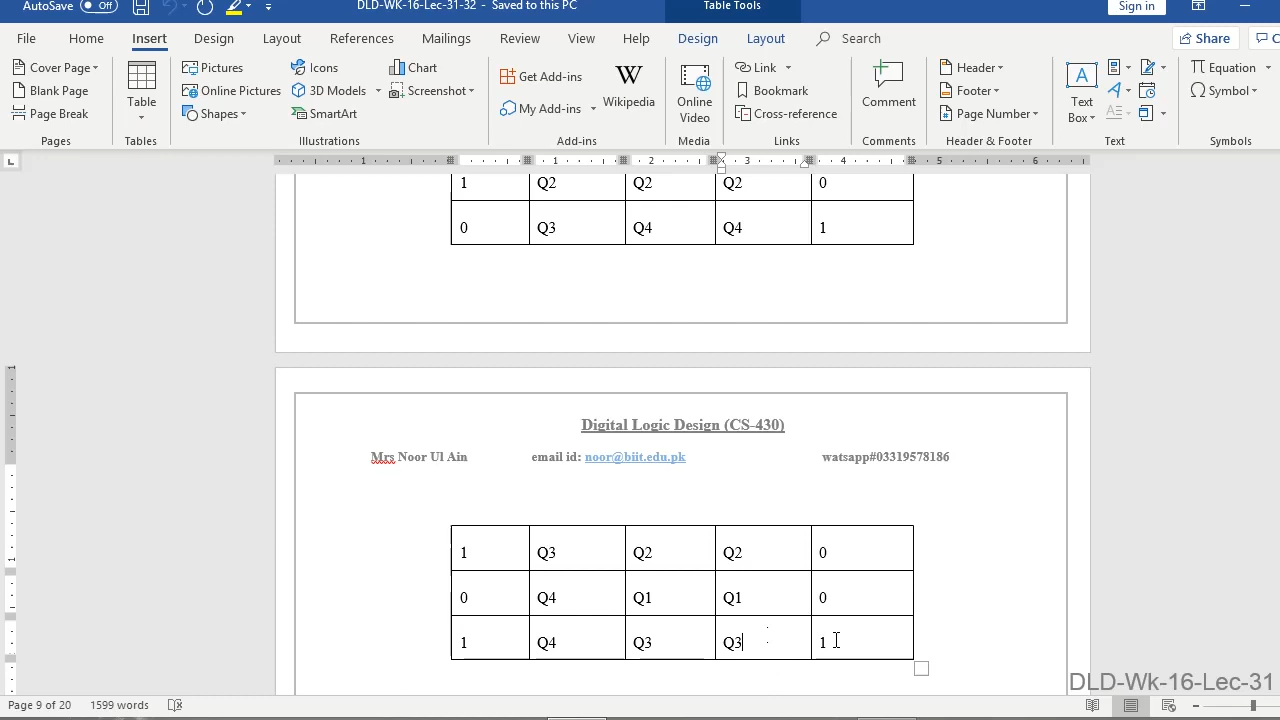 AutoSave Off DLD-Wk-16-Lec-31-32 - Saved to this PC Table Tools Sign in
File Home Insert Design Layout References Mailings Review View Help Design Layout Search Share C
Cover Page
Blank Page
Page Break
Pages
Table
Tables
Pictures
Online Pictures
Shapes
Icons
3D Models
SmartArt
Chart
Screenshot
Illustrations
Get Add-ins
My Add-ins
W
Wikipedia
Add-ins
Online
Video
Media
Link
Bookmark
Cross-reference
Links
Comment
Comments
Header
Footer
Page Number
Header & Footer
A
Text
Box
Text
Equation
Symbol
Symbols
1 1 2 3 4 5 6
1 Q2 Q2 Q2 0
0 Q3 Q4 Q4 1
Digital Logic Design (CS-430)
Mrs Noor Ul Ain email id: noor@biit.edu.pk watsapp#03319578186
1 Q3 Q2 Q2 0
0 Q4 Q1 Q1 0
1 Q4 Q3 Q3 1
DLD-Wk-16-Lec-31
Page 9 of 20 1599 words